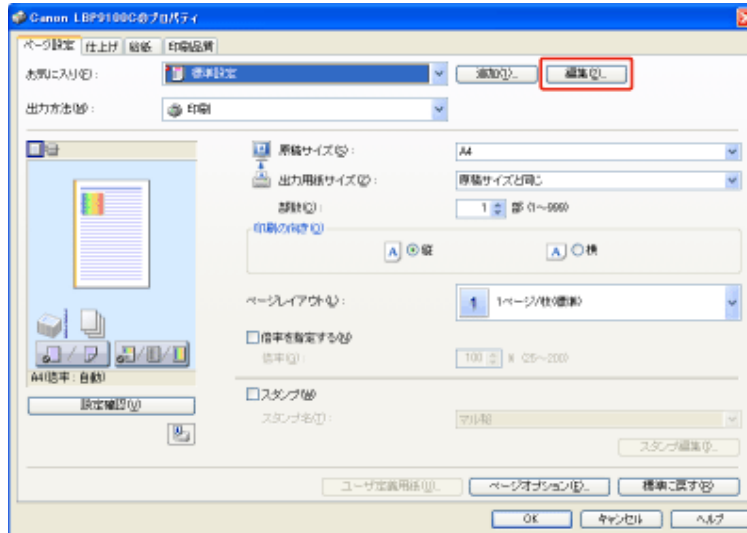 Canon LBP9100Cのプロパティ
ページ設定 仕上げ 給紙 印刷品質
お気に入り(F): 標準設定 追加(1)... 編集(2)...
出力方法(M): 印刷
原稿サイズ(S): A4
出力用紙サイズ(Z): 原稿サイズと同じ
部数(C): 1 部 (1～999)
印刷の向き(O)
A 縦 A 横
ページレイアウト(L): 1 1ページ/枚(標準)
倍率を指定する(N)
倍率(G): 100 % (25～200)
A4(倍率:自動)
設定確認(V)
スタンプ(W)
スタンプ名(T): マル秘
スタンプ編集(I)...
ユーザ定義用紙(U)... ページオプション(E)... 標準に戻す(R)
OK キャンセル ヘルプ